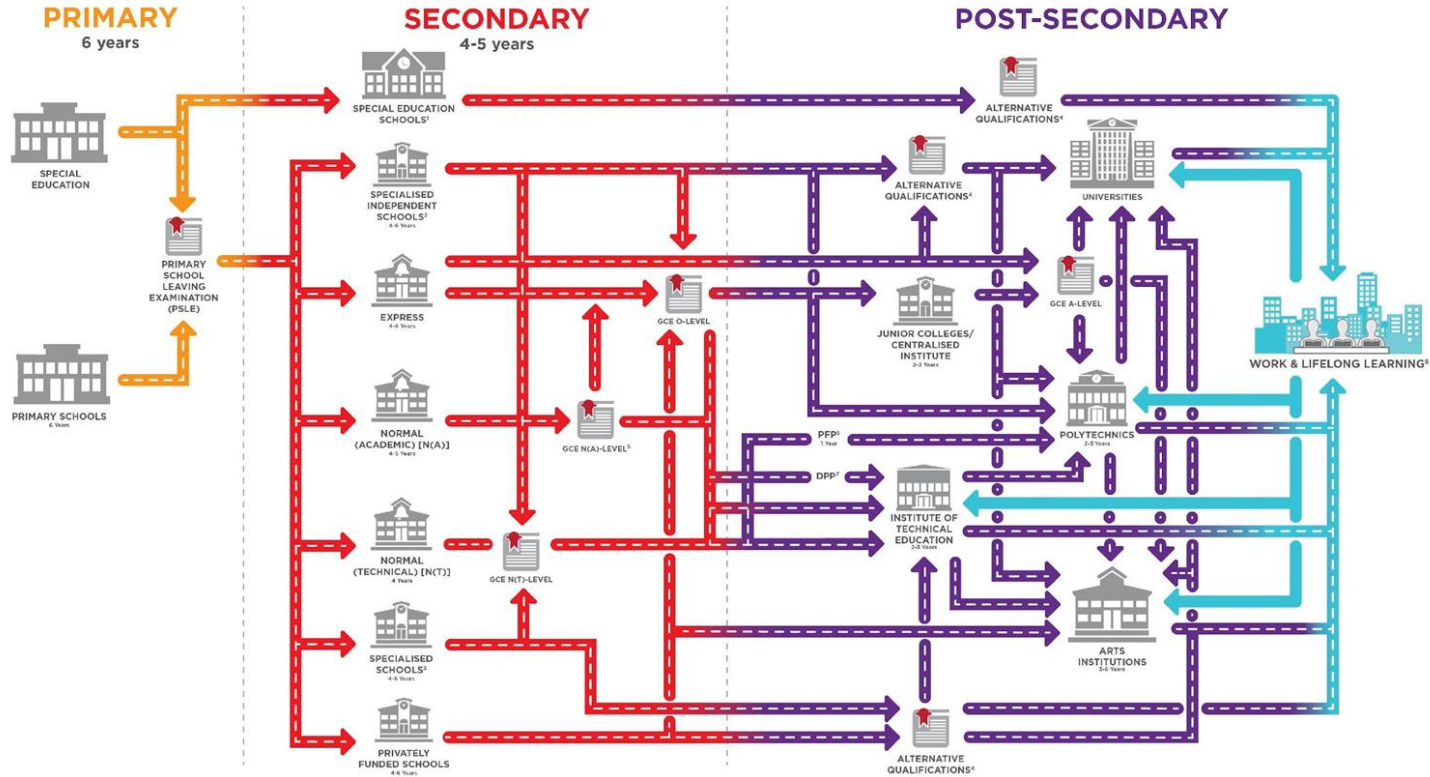 PRIMARY
6 years
SECONDARY
4-5 years
POST-SECONDARY
SPECIAL
EDUCATION
PRIMARY
SCHOOL
LEAVING
EXAMINATION
(PSLE)
PRIMARY SCHOOLS
6 Years
SPECIAL EDUCATION
SCHOOLS¹
SPECIALISED
INDEPENDENT
SCHOOLS²
4-6 Years
EXPRESS
4-6 Years
NORMAL
(ACADEMIC) [N(A)]
4-5 Years
NORMAL
(TECHNICAL) [N(T)]
4 Years
SPECIALISED
SCHOOLS³
4-6 Years
PRIVATELY
FUNDED SCHOOLS
4-6 Years
GCE O-LEVEL
GCE N(A)-LEVEL⁵
GCE N(T)-LEVEL
ALTERNATIVE
QUALIFICATIONS⁴
ALTERNATIVE
QUALIFICATIONS⁴
UNIVERSITIES
GCE A-LEVEL
JUNIOR COLLEGES/
CENTRALISED
INSTITUTE
2-3 Years
POLYTECHNICS
2-3 Years
PFP⁶
1 Year
DPP⁷
INSTITUTE OF
TECHNICAL
EDUCATION
2-3 Years
ARTS
INSTITUTIONS
3-6 Years
ALTERNATIVE
QUALIFICATIONS⁴
WORK & LIFELONG LEARNING⁸